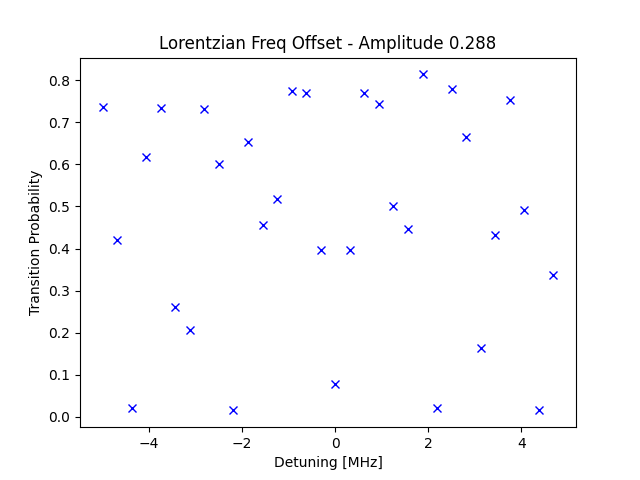 Lorentzian Freq Offset - Amplitude 0.288
Transition Probability
0.8
0.7
0.6
0.5
0.4
0.3
0.2
0.1
0.0
−4 −2 0 2 4
Detuning [MHz]